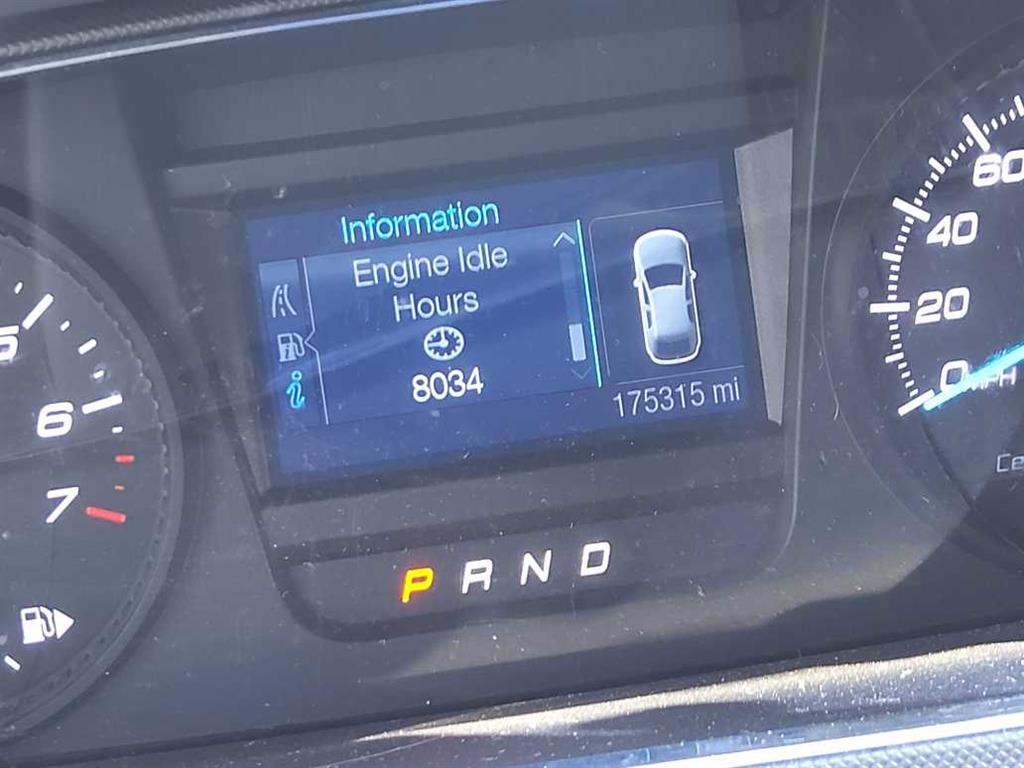 Information
Engine Idle
Hours
8034
175315 mi
5
6
7
P R N D
60
40
20
0 MPH